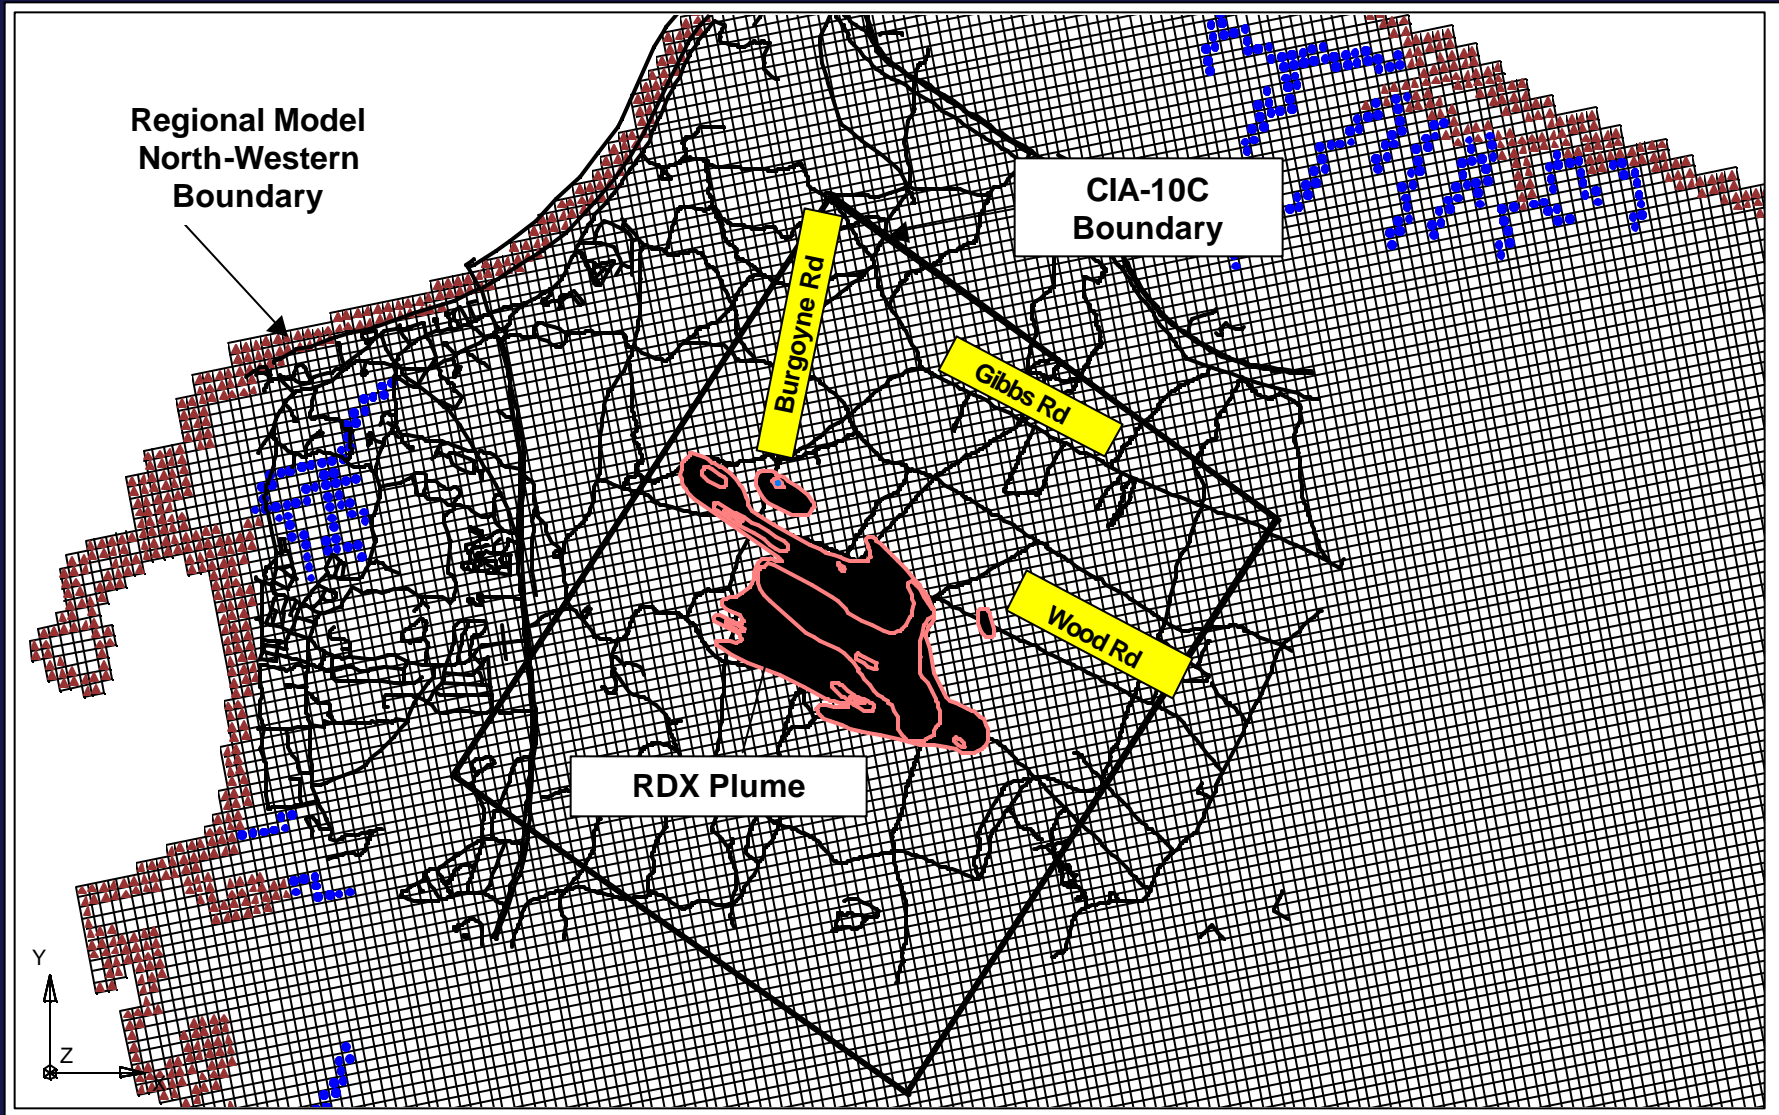 Regional Model
North-Western
Boundary
CIA-10C
Boundary
Burgoyne Rd
Gibbs Rd
Wood Rd
RDX Plume
Y
Z
X